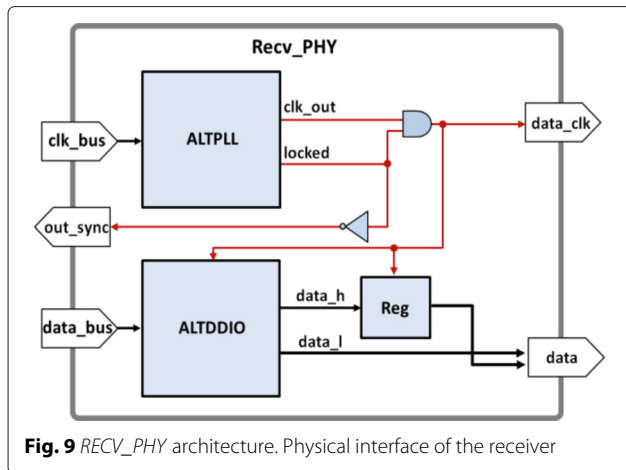 Recv_PHY
clk_out
clk_bus
ALTPLL
data_clk
locked
out_sync
data_h
Reg
data_bus
ALTDDIO
data_l
data
Fig. 9 RECV_PHY architecture. Physical interface of the receiver